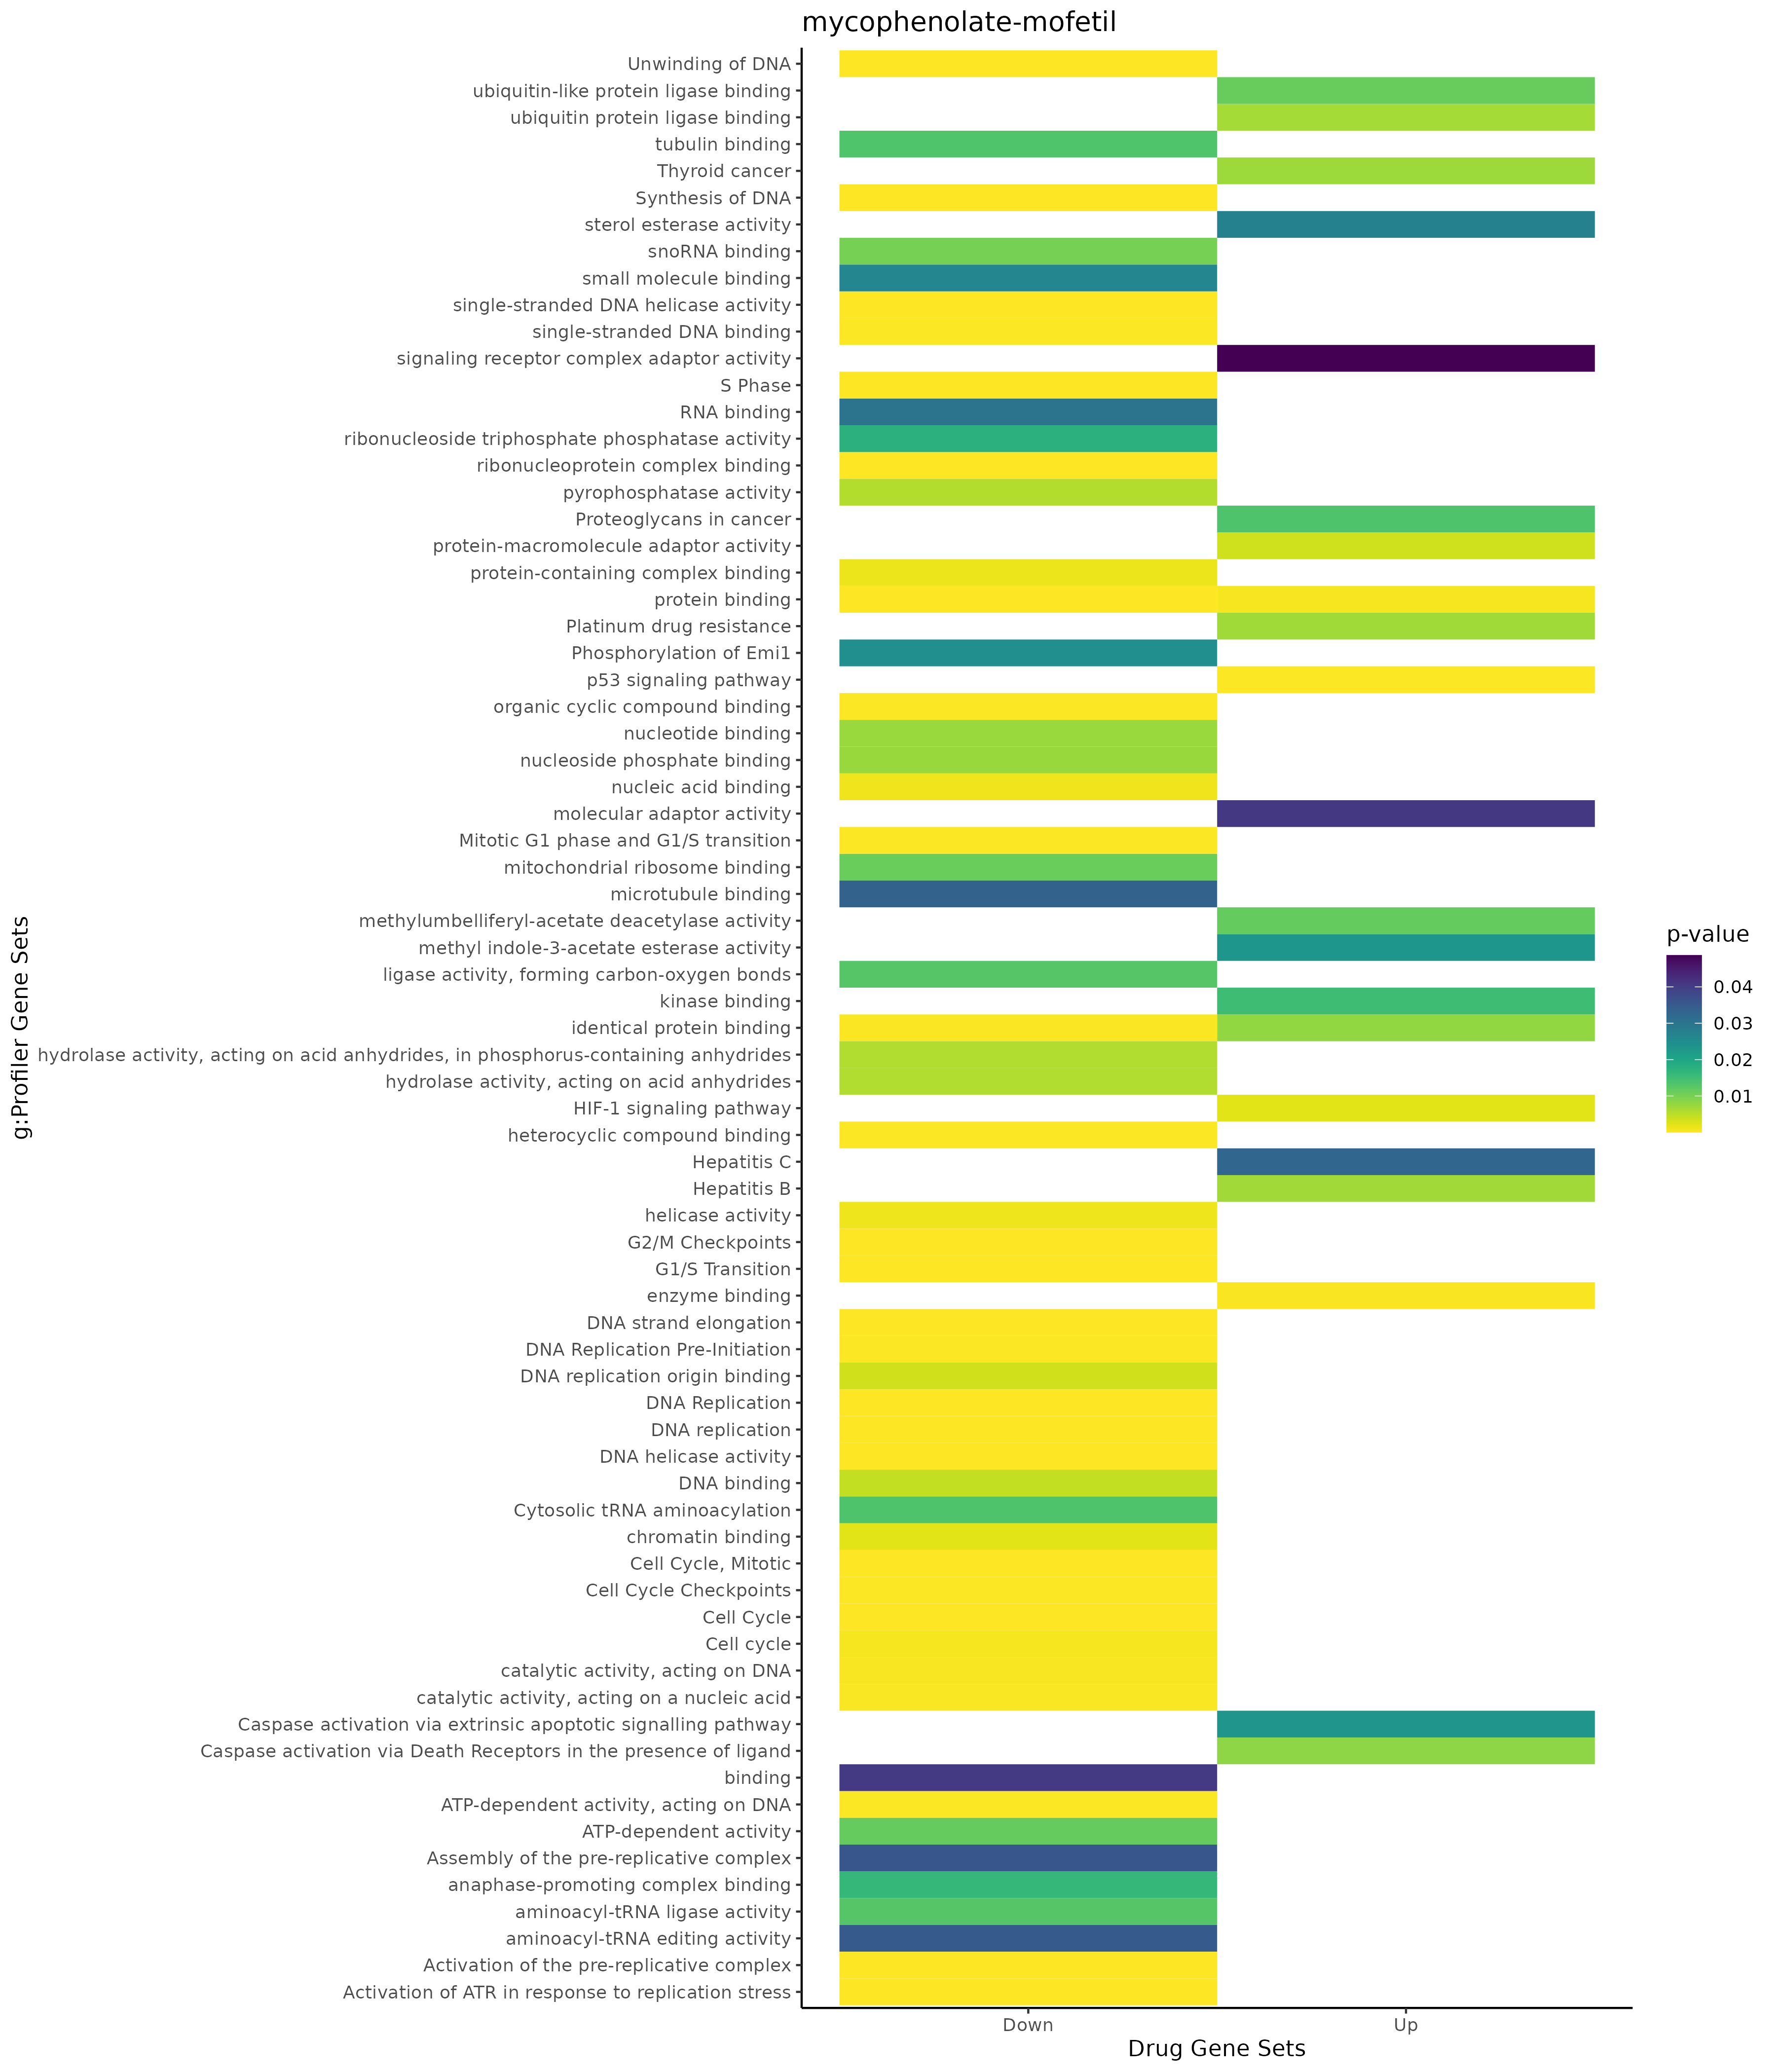 mycophenolate-mofetil
Unwinding of DNA
ubiquitin-like protein ligase binding
ubiquitin protein ligase binding
tubulin binding
Thyroid cancer
Synthesis of DNA
sterol esterase activity
snoRNA binding
small molecule binding
single-stranded DNA helicase activity
single-stranded DNA binding
signaling receptor complex adaptor activity
S Phase
RNA binding
ribonucleoside triphosphate phosphatase activity
ribonucleoprotein complex binding
pyrophosphatase activity
Proteoglycans in cancer
protein-macromolecule adaptor activity
protein-containing complex binding
protein binding
Platinum drug resistance
Phosphorylation of Emi1
p53 signaling pathway
organic cyclic compound binding
nucleotide binding
nucleoside phosphate binding
nucleic acid binding
molecular adaptor activity
Mitotic G1 phase and G1/S transition
mitochondrial ribosome binding
microtubule binding
methylumbelliferyl-acetate deacetylase activity
methyl indole-3-acetate esterase activity
ligase activity, forming carbon-oxygen bonds
kinase binding
identical protein binding
hydrolase activity, acting on acid anhydrides, in phosphorus-containing anhydrides
hydrolase activity, acting on acid anhydrides
HIF-1 signaling pathway
heterocyclic compound binding
Hepatitis C
Hepatitis B
helicase activity
G2/M Checkpoints
G1/S Transition
enzyme binding
DNA strand elongation
DNA Replication Pre-Initiation
DNA replication origin binding
DNA Replication
DNA replication
DNA helicase activity
DNA binding
Cytosolic tRNA aminoacylation
chromatin binding
Cell Cycle, Mitotic
Cell Cycle Checkpoints
Cell Cycle
Cell cycle
catalytic activity, acting on DNA
catalytic activity, acting on a nucleic acid
Caspase activation via extrinsic apoptotic signalling pathway
Caspase activation via Death Receptors in the presence of ligand
binding
ATP-dependent activity, acting on DNA
ATP-dependent activity
Assembly of the pre-replicative complex
anaphase-promoting complex binding
aminoacyl-tRNA ligase activity
aminoacyl-tRNA editing activity
Activation of the pre-replicative complex
Activation of ATR in response to replication stress
g:Profiler Gene Sets
Down
Up
Drug Gene Sets
p-value
0.04
0.03
0.02
0.01